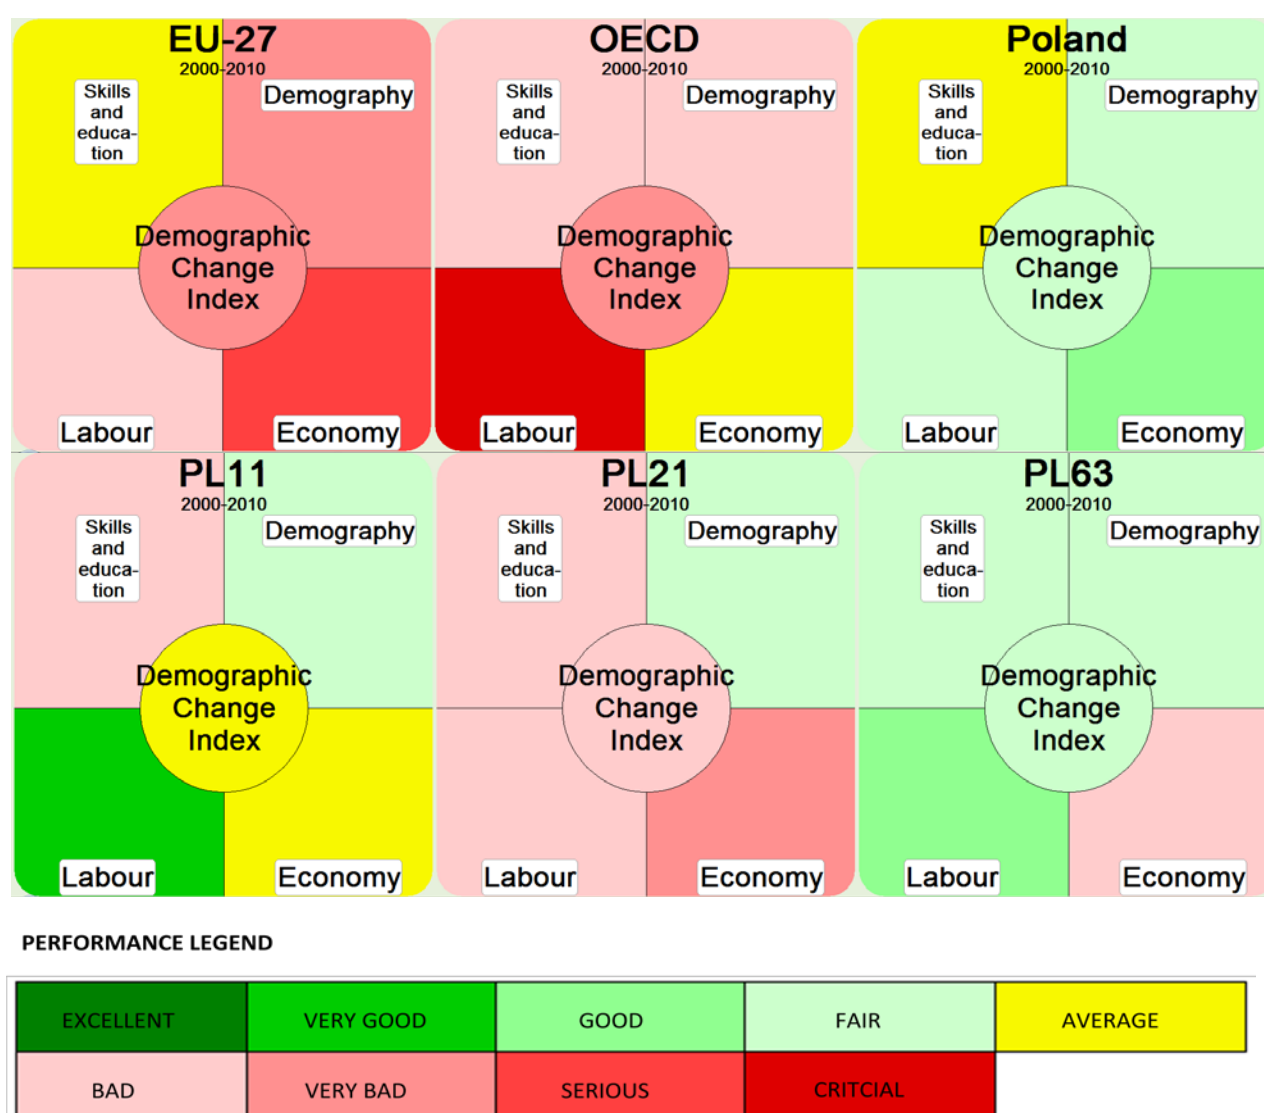 EU-27
2000-2010
Skills
and
educa-
tion
Demography
Demographic
Change
Index
Labour
Economy
OECD
2000-2010
Skills
and
educa-
tion
Demography
Demographic
Change
Index
Labour
Economy
Poland
2000-2010
Skills
and
educa-
tion
Demography
Demographic
Change
Index
Labour
Economy
PL11
2000-2010
Skills
and
educa-
tion
Demography
Demographic
Change
Index
Labour
Economy
PL21
2000-2010
Skills
and
educa-
tion
Demography
Demographic
Change
Index
Labour
Economy
PL63
2000-2010
Skills
and
educa-
tion
Demography
Demographic
Change
Index
Labour
Economy
PERFORMANCE LEGEND
EXCELLENT
VERY GOOD
GOOD
FAIR
AVERAGE
BAD
VERY BAD
SERIOUS
CRITCIAL